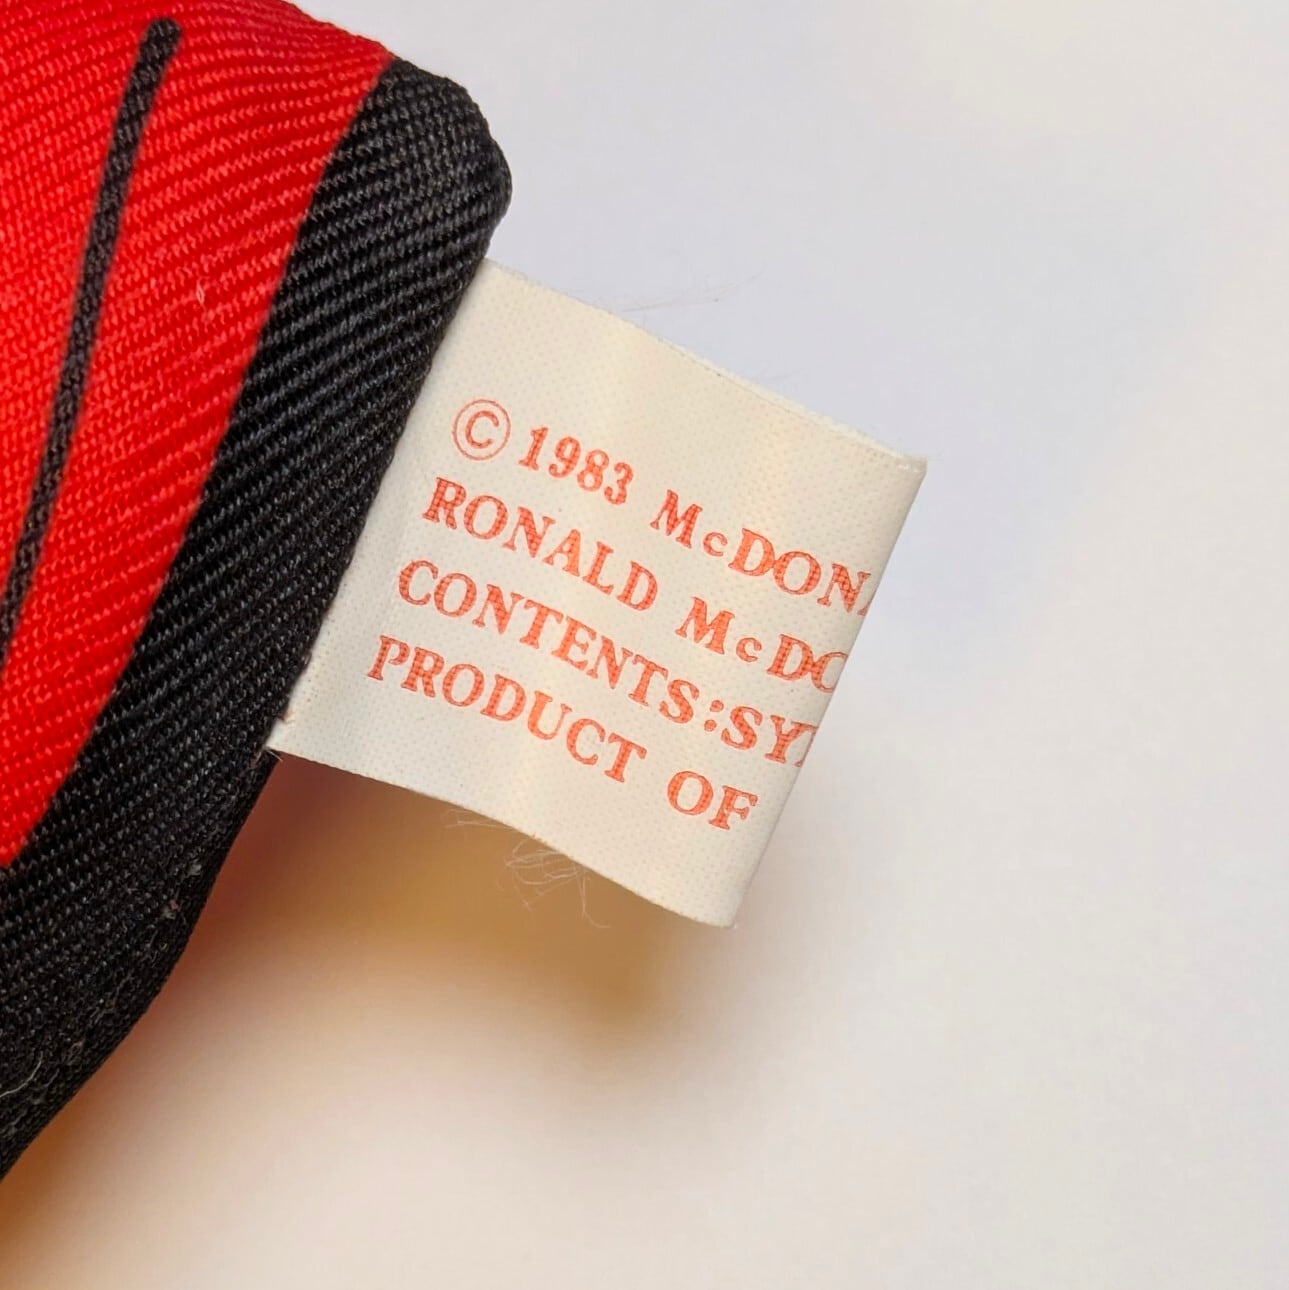 © 1983 McDON
RONALD McDO
CONTENTS:SY
PRODUCT OF